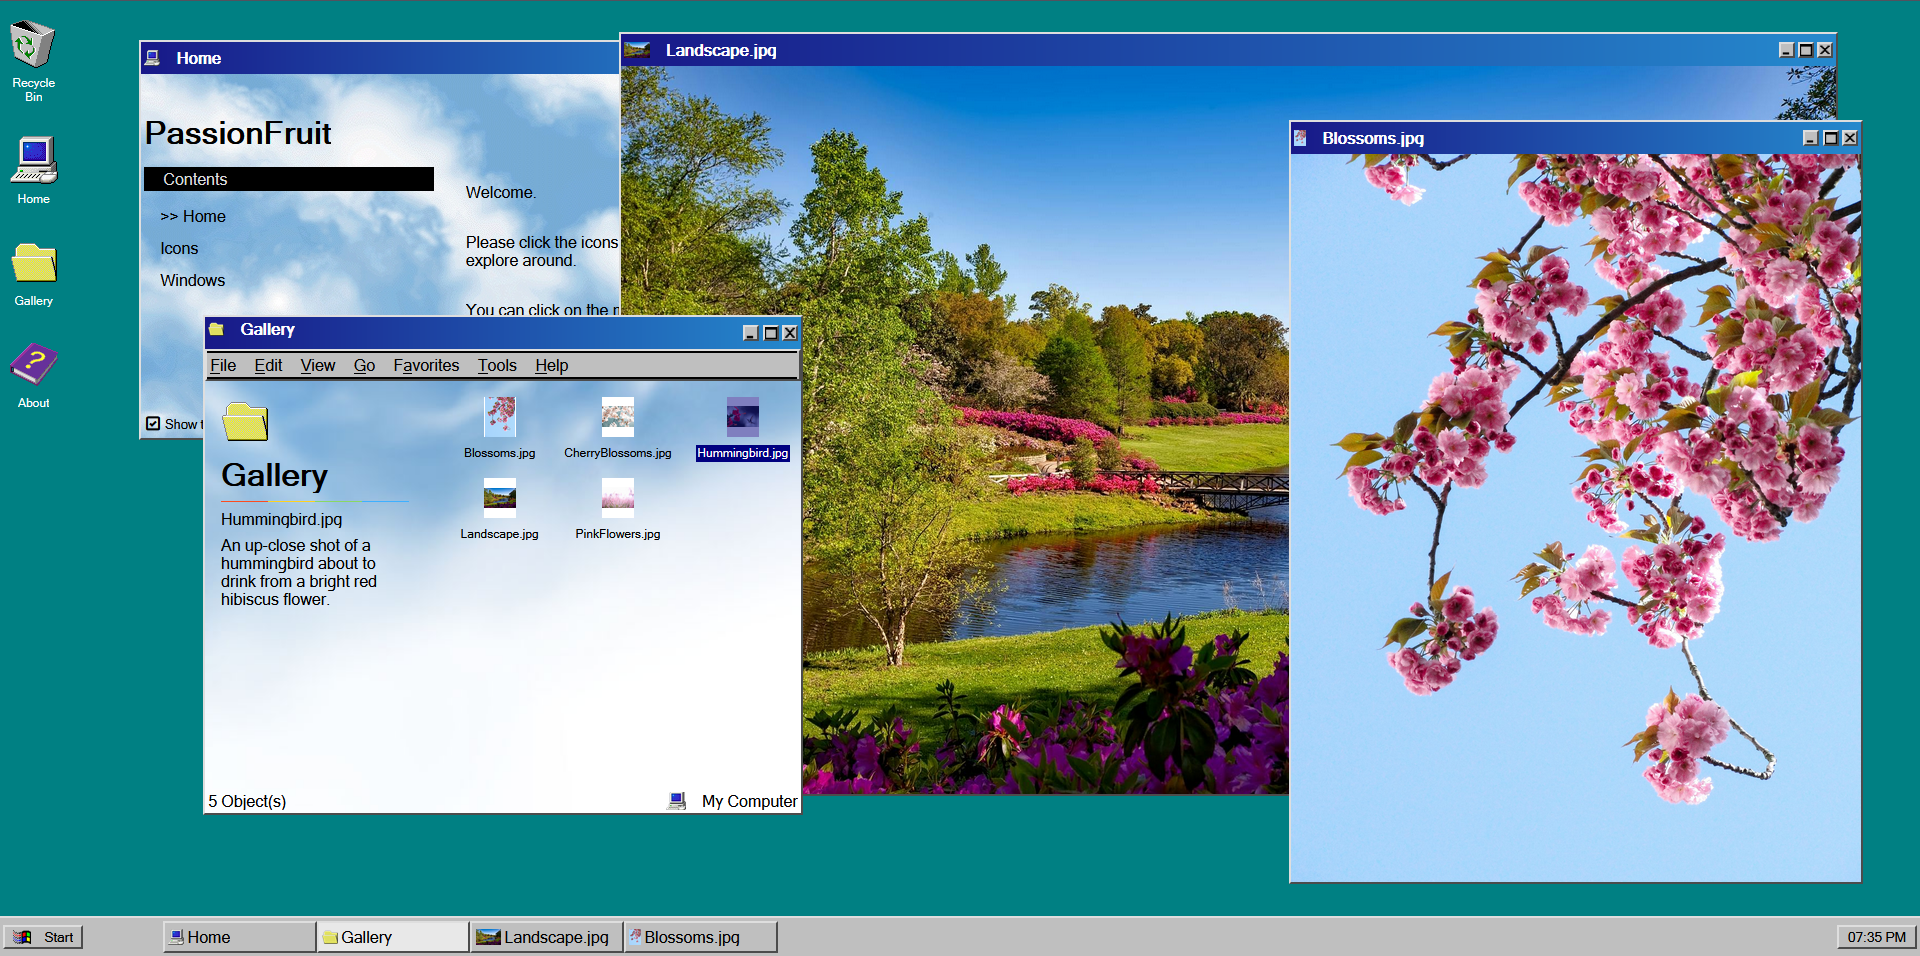 Recycle
Bin
Home
Gallery
About
Home
PassionFruit
Contents
>> Home
Icons
Windows
Welcome.
Please click the icons
explore around.
You can click on the
Show
Landscape.jpg
Blossoms.jpg
Gallery
File Edit View Go Favorites Tools Help
Gallery
Hummingbird.jpg
An up-close shot of a
hummingbird about to
drink from a bright red
hibiscus flower.
Blossoms.jpg CherryBlossoms.jpg Hummingbird.jpg
Landscape.jpg PinkFlowers.jpg
5 Object(s) My Computer
Start Home Gallery Landscape.jpg Blossoms.jpg 07:35 PM